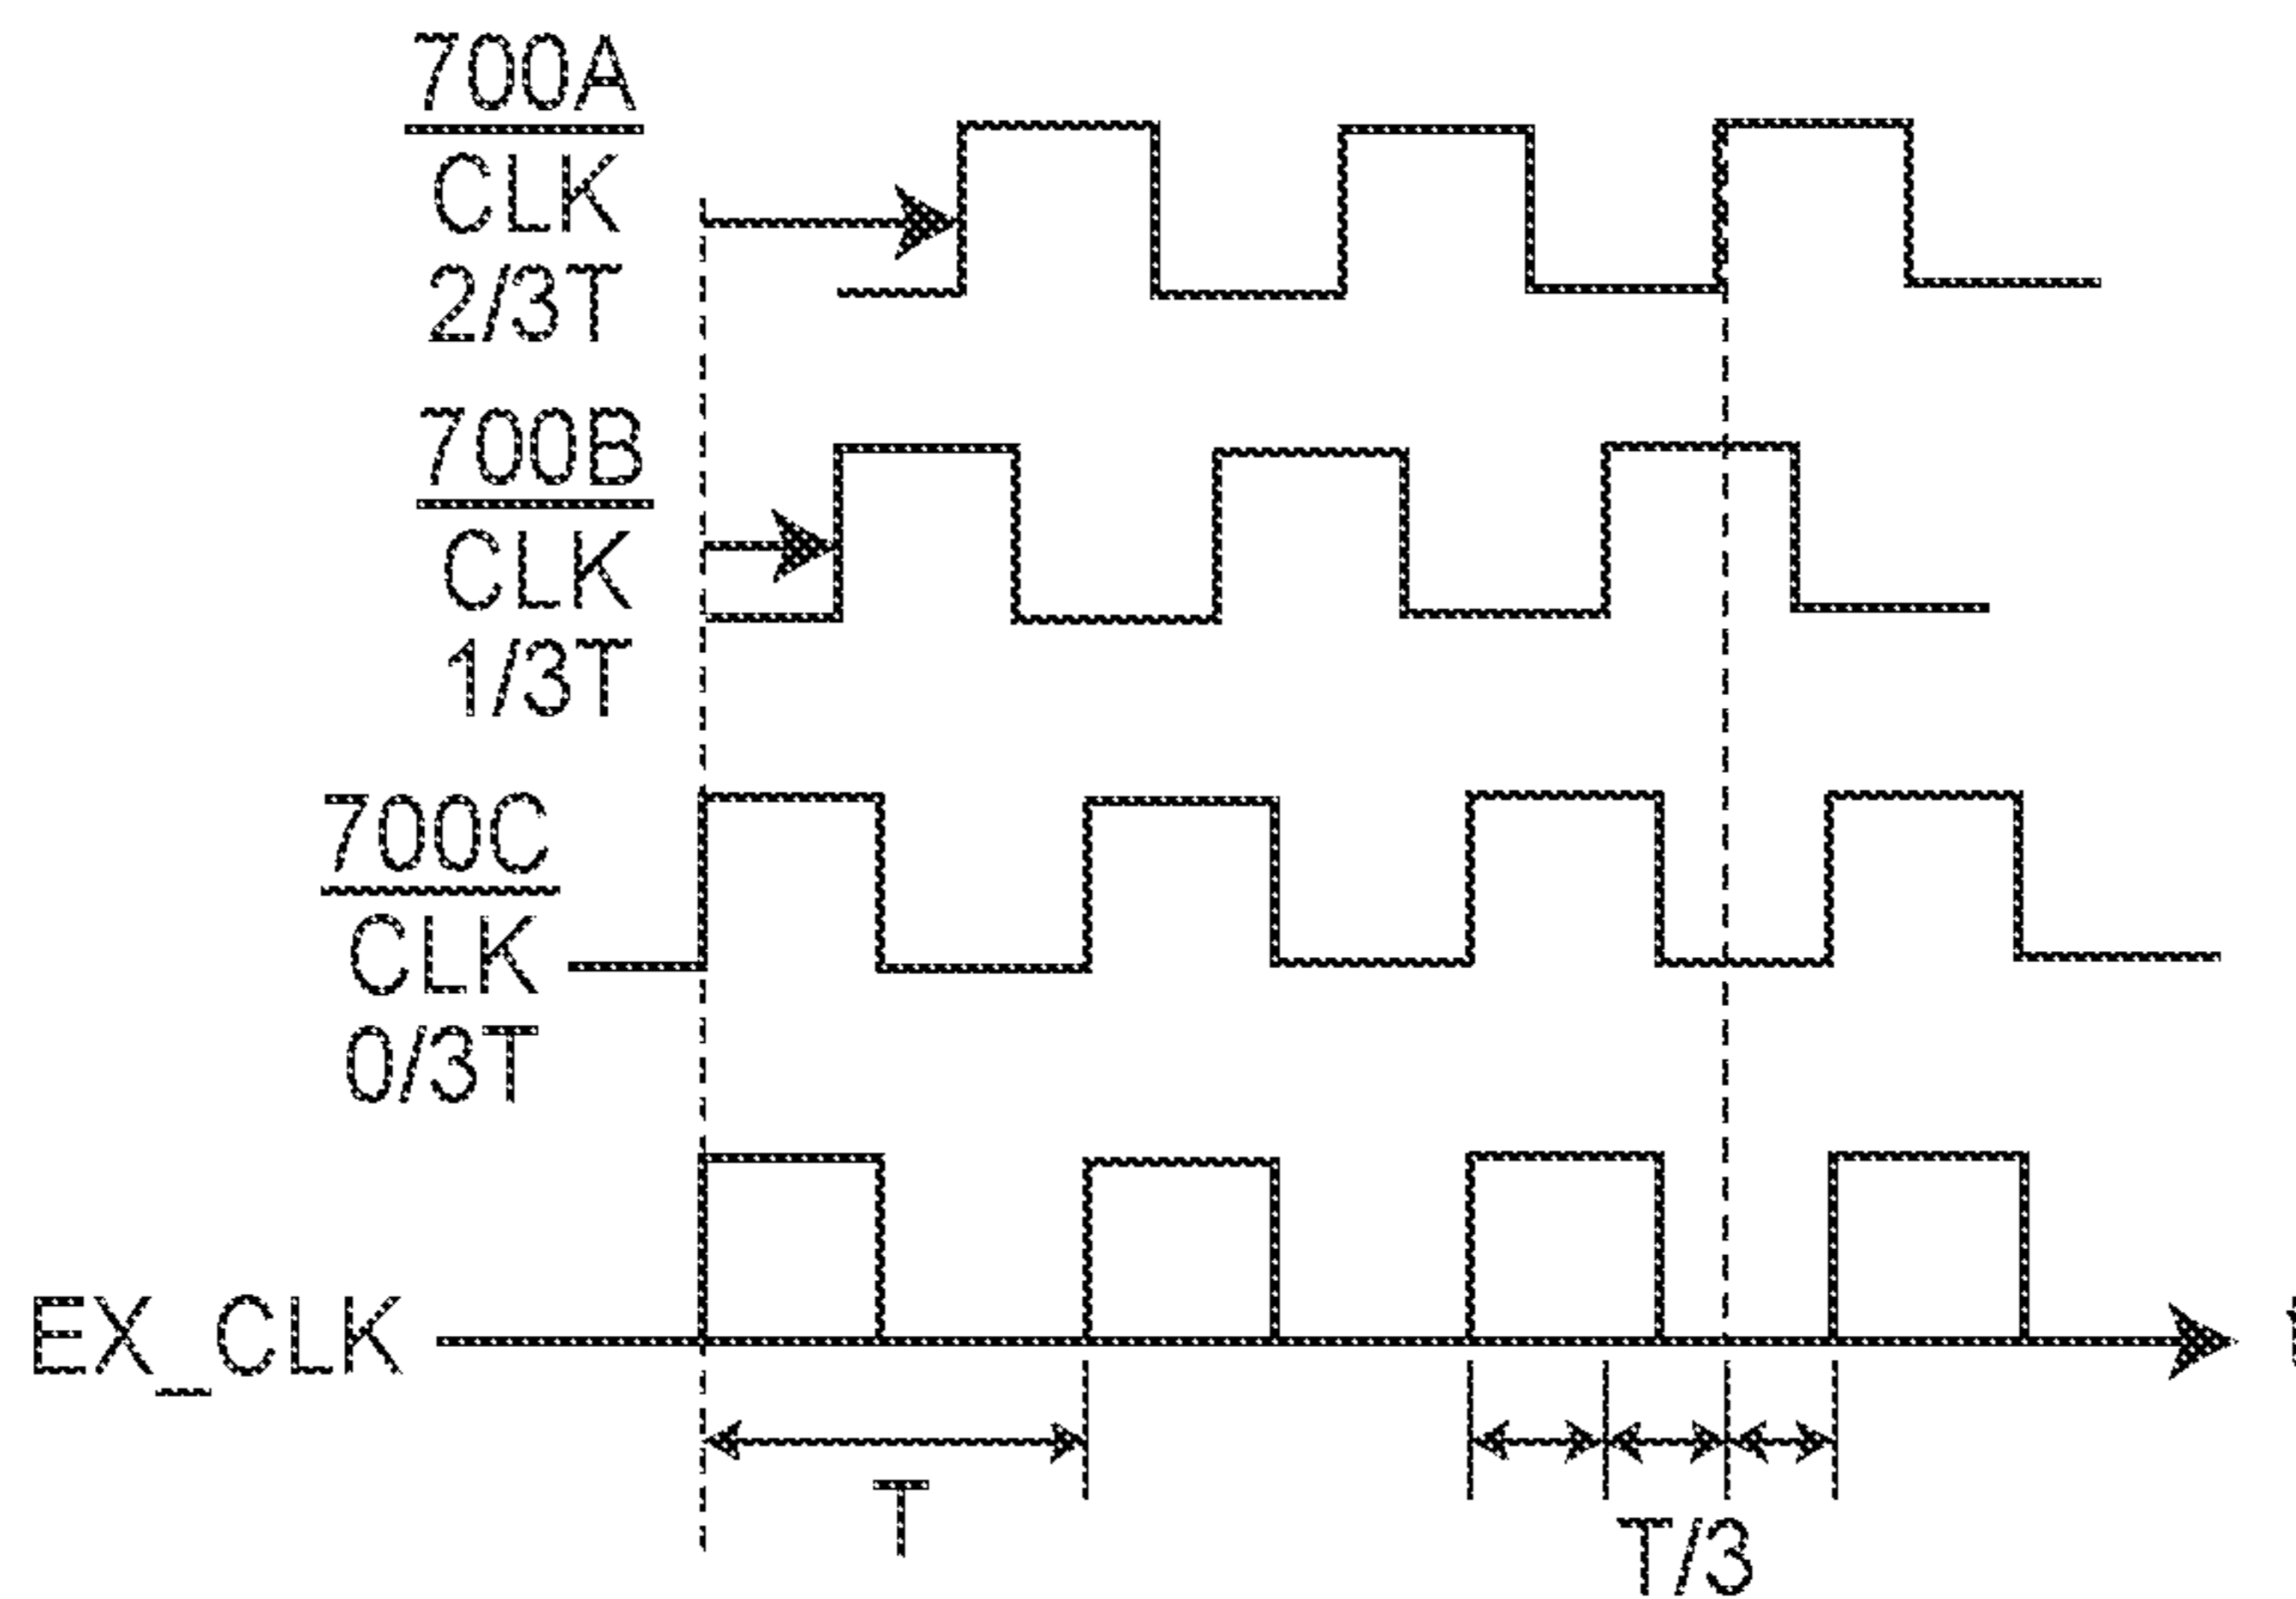 700A
CLK
2/3T
700B
CLK
1/3T
700C
CLK
0/3T
EX_CLK
T
T/3